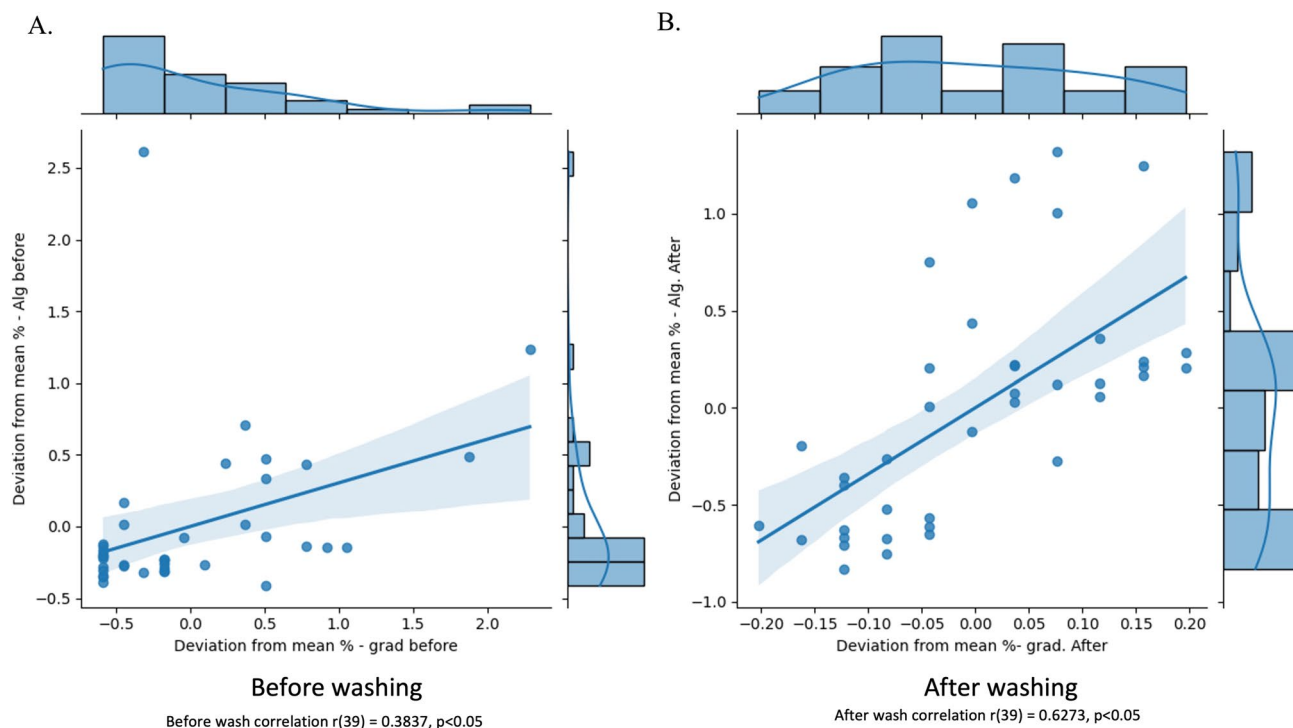 A.
B.
2.5
2.0
1.5
1.0
0.5
0.0
−0.5
Deviation from mean % - Alg before
−0.5 0.0 0.5 1.0 1.5 2.0
Deviation from mean % - grad before
1.0
0.5
0.0
−0.5
−1.0
Deviation from mean % - Alg. After
−0.20 −0.15 −0.10 −0.05 0.00 0.05 0.10 0.15 0.20
Deviation from mean %- grad. After
Before washing
Before wash correlation r(39) = 0.3837, p<0.05
After washing
After wash correlation r(39) = 0.6273, p<0.05